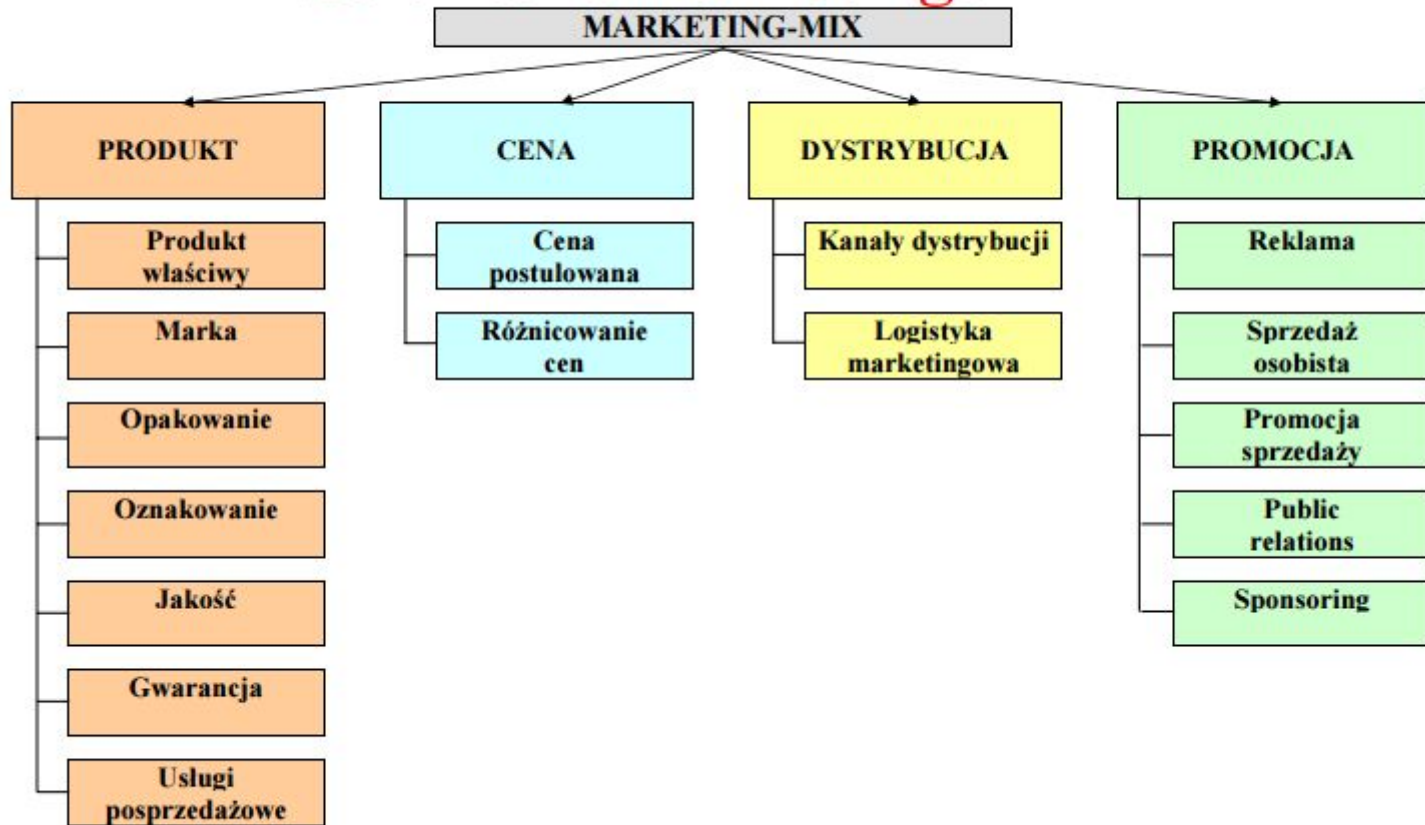 MARKETING-MIX
PRODUKT
Produkt
właściwy
Marka
Opakowanie
Oznakowanie
Jakość
Gwarancja
Usługi
posprzedażowe
CENA
Cena
postulowana
Różnicowanie
cen
DYSTRYBUCJA
Kanały dystrybucji
Logistyka
marketingowa
PROMOCJA
Reklama
Sprzedaż
osobista
Promocja
sprzedaży
Public
relations
Sponsoring